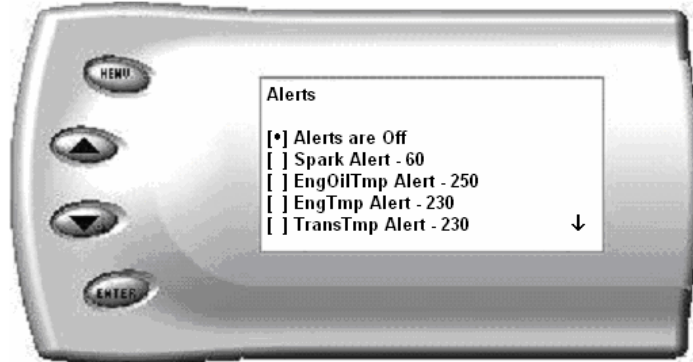 MENU
Alerts
[•] Alerts are Off
[ ] Spark Alert - 60
[ ] EngOilTmp Alert - 250
[ ] EngTmp Alert - 230
[ ] TransTmp Alert - 230 ↓
ENTER